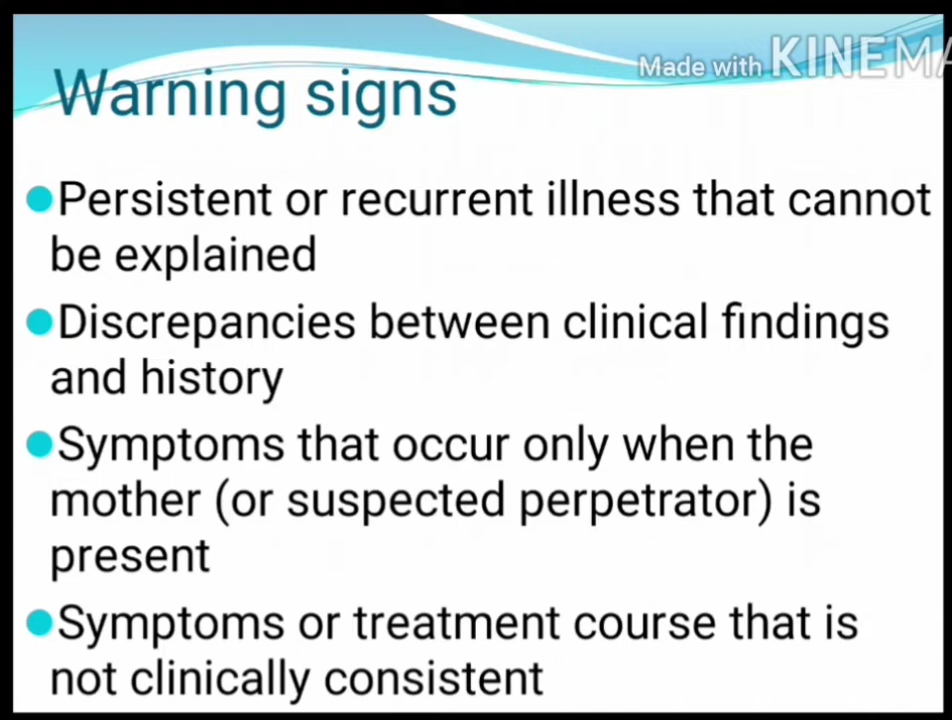 Made with KINEMA
Warning signs
Persistent or recurrent illness that cannot
be explained
Discrepancies between clinical findings
and history
Symptoms that occur only when the
mother (or suspected perpetrator) is
present
Symptoms or treatment course that is
not clinically consistent